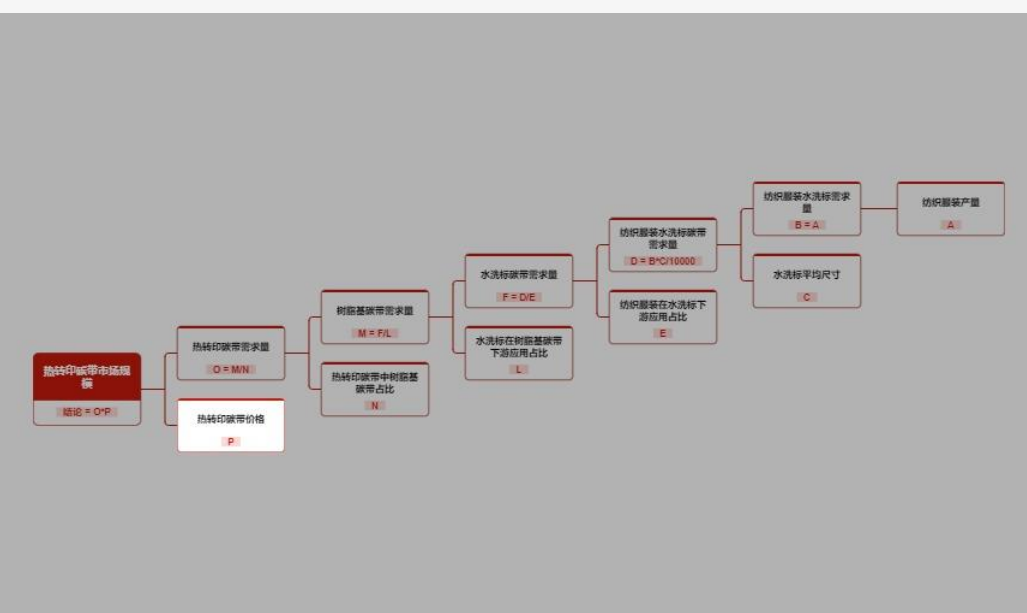 热转印碳带市场规
模
结论 = O*P
热转印碳带需求量
O = M/N
热转印碳带价格
P
树脂基碳带需求量
M = F/L
热转印碳带中树脂基
碳带占比
N
水洗标碳带需求量
F = D/E
水洗标在树脂基碳带
下游应用占比
L
纺织服装水洗标碳带
需求量
D = B*C/10000
纺织服装在水洗标下
游应用占比
E
纺织服装水洗标需求
量
B = A
水洗标平均尺寸
C
纺织服装产量
A